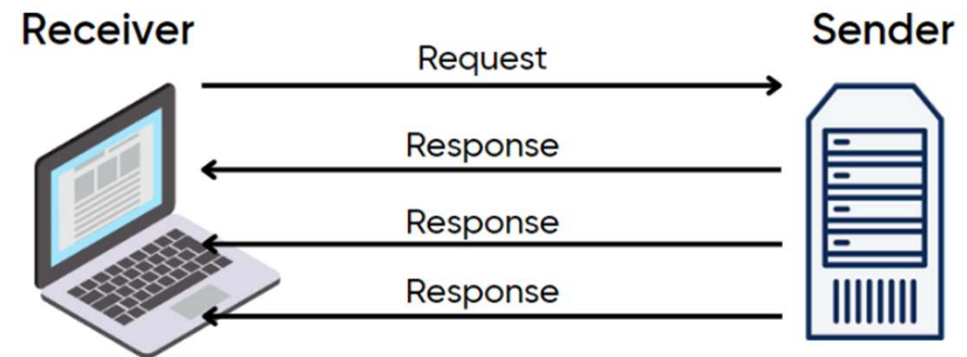 Receiver
Sender
Request
Response
Response
Response